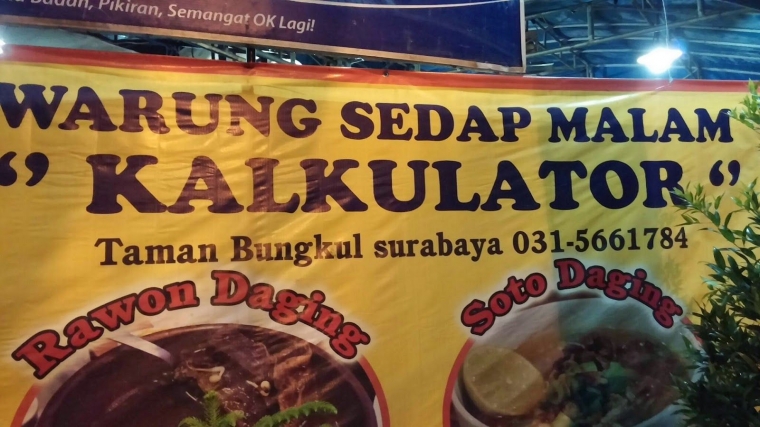 Badan, Pikiran, Semangat OK Lagi!
WARUNG SEDAP MALAM
“ KALKULATOR “
Taman Bungkul surabaya 031-5661784
Rawon Daging
Soto Daging